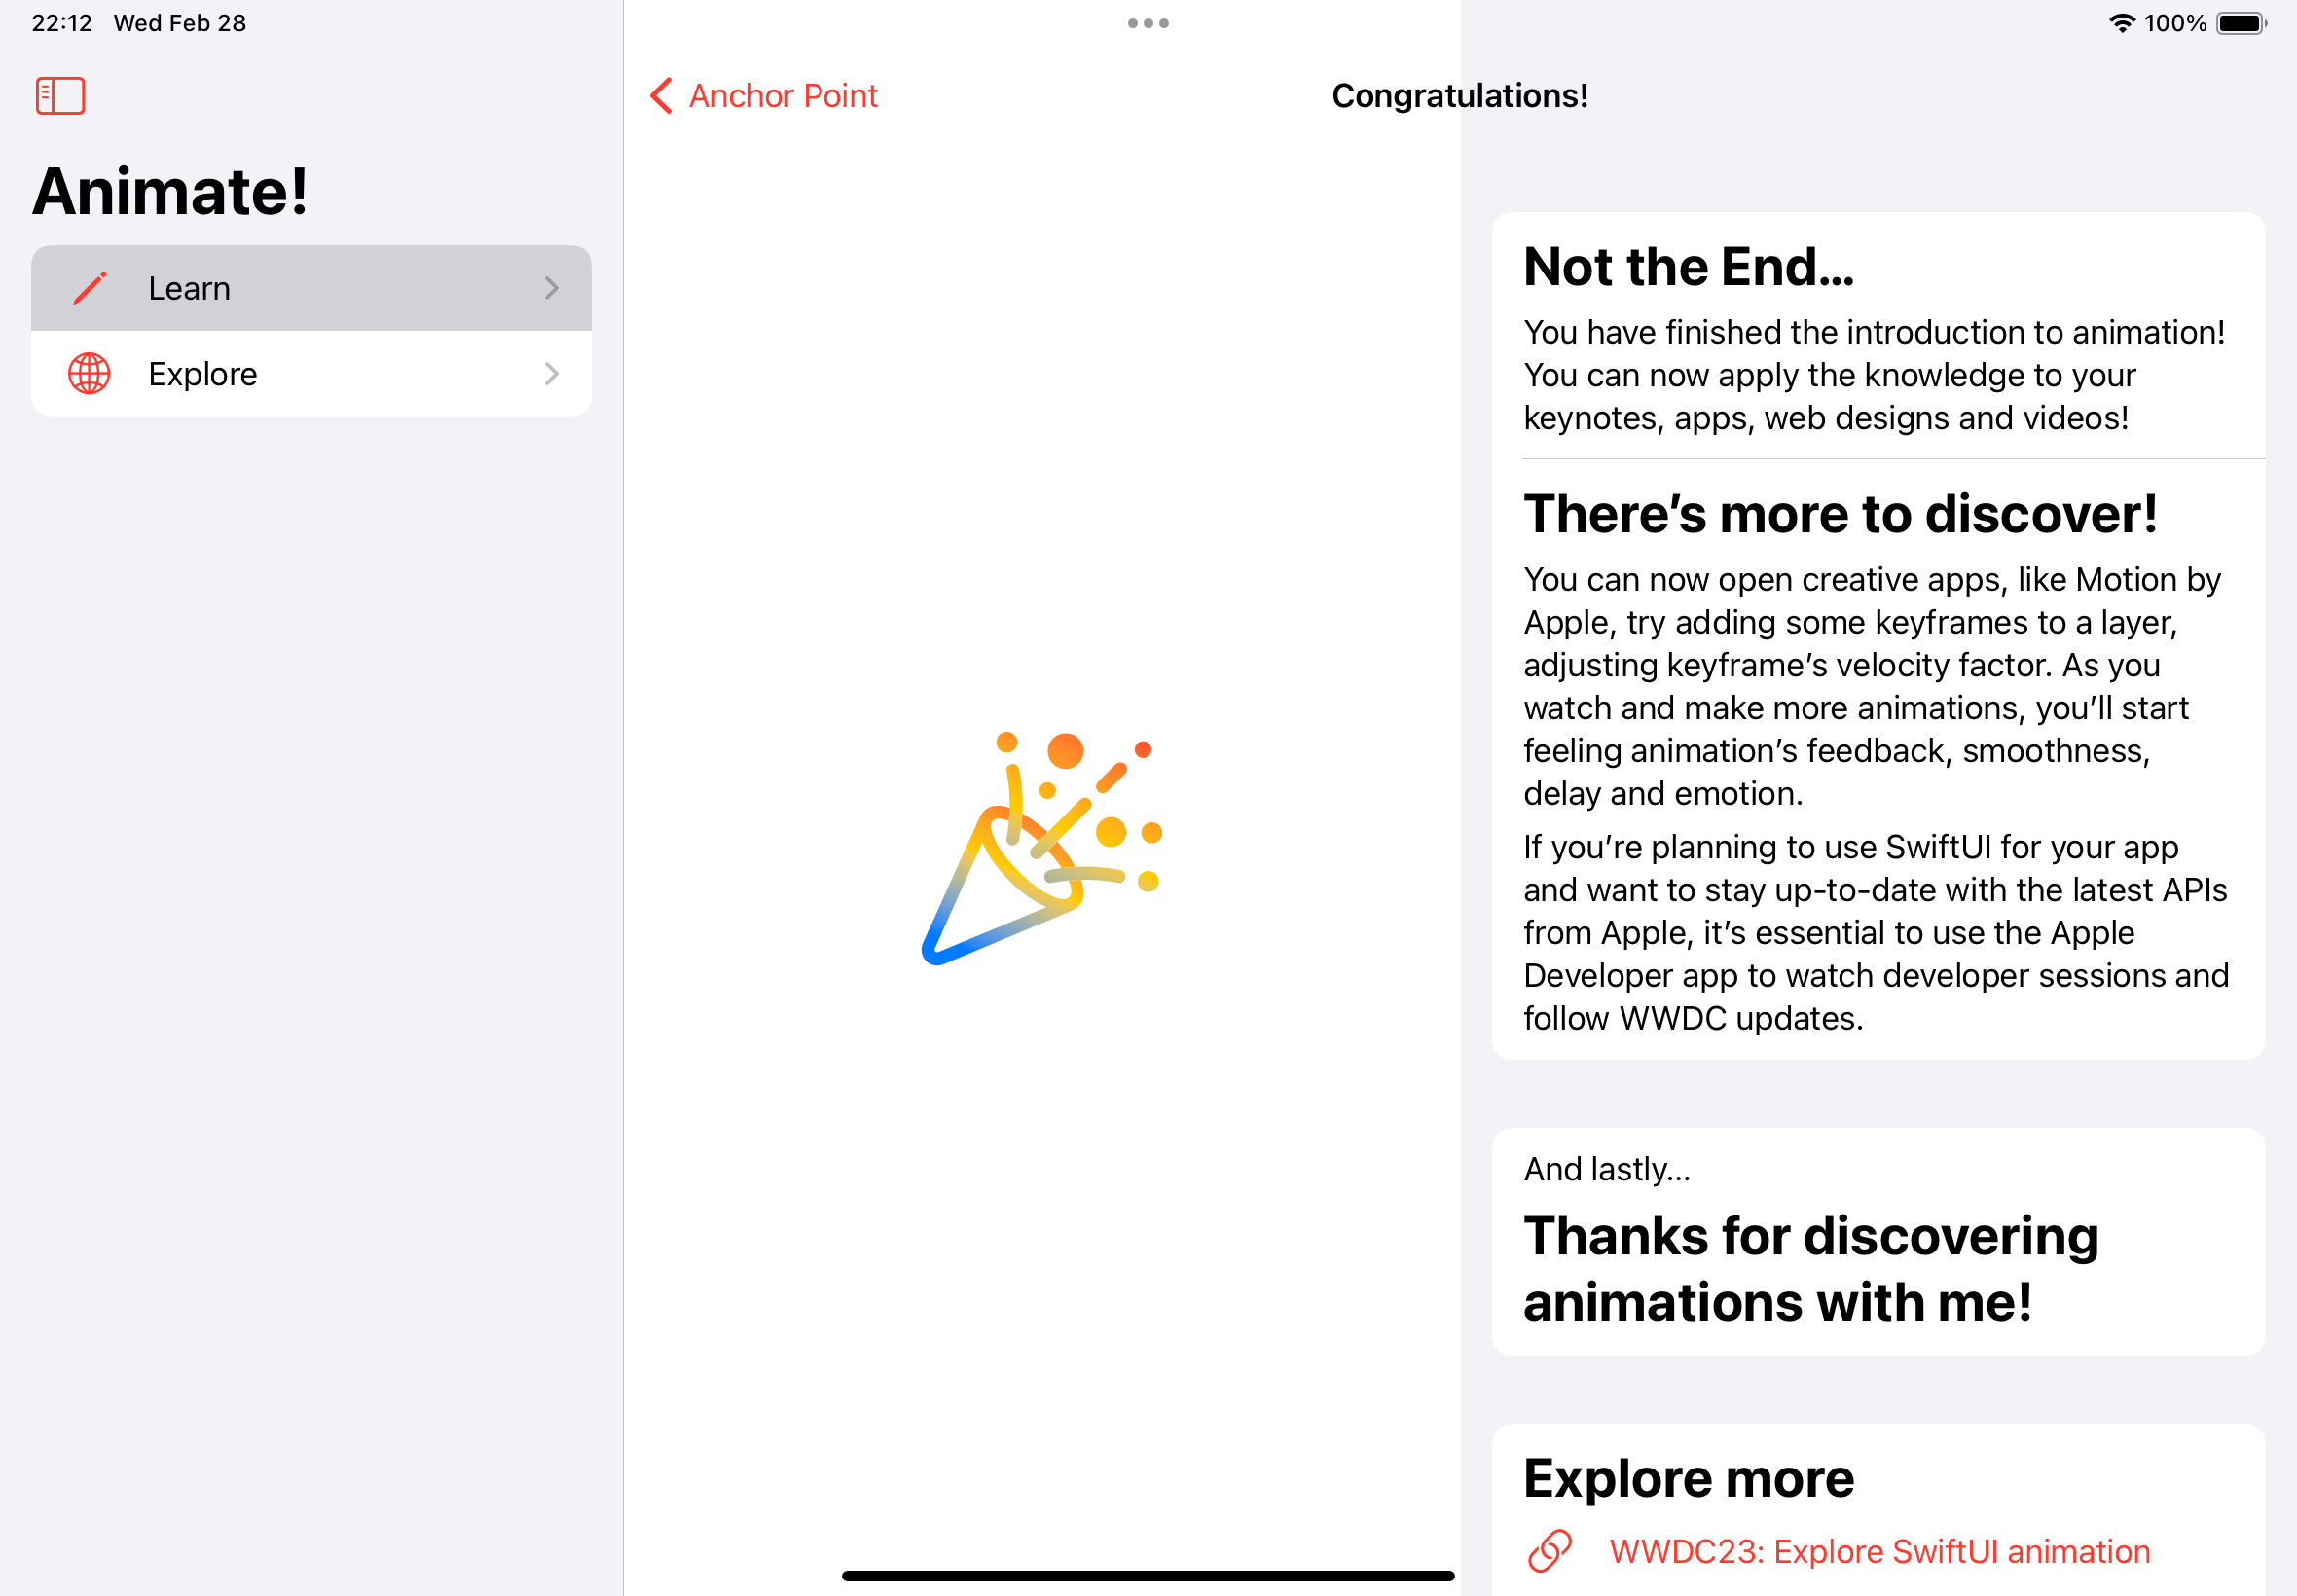 22:12 Wed Feb 28
100%
Animate!
Learn
Explore
Anchor Point
Congratulations!
Not the End…
You have finished the introduction to animation!
You can now apply the knowledge to your
keynotes, apps, web designs and videos!
There’s more to discover!
You can now open creative apps, like Motion by
Apple, try adding some keyframes to a layer,
adjusting keyframe’s velocity factor. As you
watch and make more animations, you’ll start
feeling animation’s feedback, smoothness,
delay and emotion.
If you’re planning to use SwiftUI for your app
and want to stay up-to-date with the latest APIs
from Apple, it’s essential to use the Apple
Developer app to watch developer sessions and
follow WWDC updates.
And lastly…
Thanks for discovering
animations with me!
Explore more
WWDC23: Explore SwiftUI animation